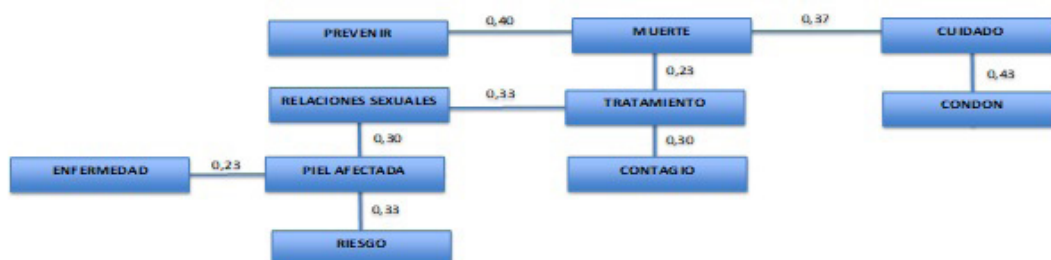 0,40
0,37
PREVENIR
MUERTE
CUIDADO
0,23
0,43
RELACIONES SEXUALES
0,33
TRATAMIENTO
CONDON
0,30
0,30
ENFERMEDAD
0,23
PIEL AFECTADA
CONTAGIO
0,33
RIESGO